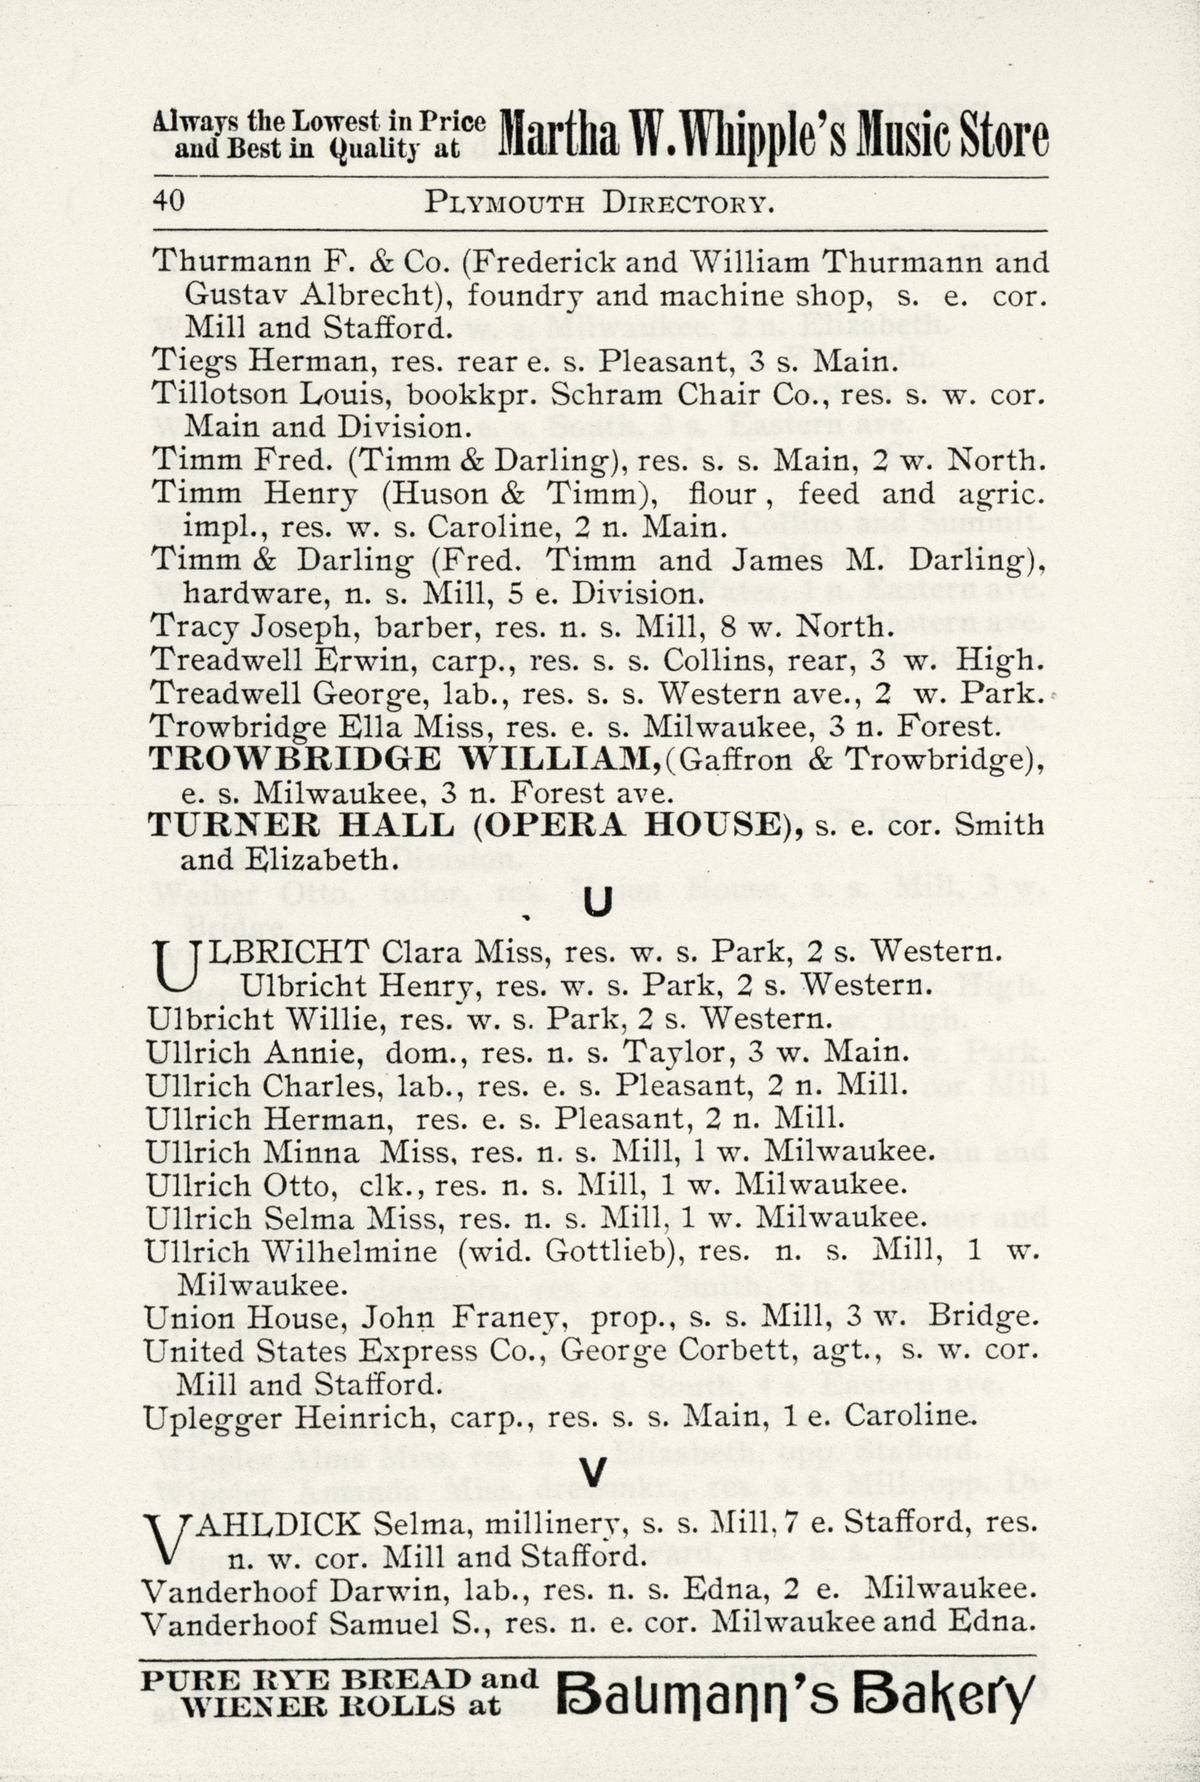 Always the Lowest in Price
and Best in Quality at
Martha W. Whipple's Music Store
40
PLYMOUTH DIRECTORY.
Thurmann F. & Co. (Frederick and William Thurmann and
Gustav Albrecht), foundry and machine shop, s. e. cor.
Mill and Stafford.
Tiegs Herman, res. rear e. s. Pleasant, 3 s. Main.
Tillotson Louis, bookkpr. Schram Chair Co., res. s. w. cor.
Main and Division.
Timm Fred. (Timm & Darling), res. s. s. Main, 2 w. North.
Timm Henry (Huson & Timm), flour, feed and agric.
impl., res. w. s. Caroline, 2 n. Main.
Timm & Darling (Fred. Timm and James M. Darling),
hardware, n. s. Mill, 5 e. Division.
Tracy Joseph, barber, res. n. s. Mill, 8 w. North.
Treadwell Erwin, carp., res. s. s. Collins, rear, 3 w. High.
Treadwell George, lab., res. s. s. Western ave., 2 w. Park.
Trowbridge Ella Miss, res. e. s. Milwaukee, 3 n. Forest.
TROWBRIDGE WILLIAM, (Gaffron & Trowbridge),
e. s. Milwaukee, 3 n. Forest ave.
TURNER HALL (OPERA HOUSE), s. e. cor. Smith
and Elizabeth.
U
ULBRICHT Clara Miss, res. w. s. Park, 2 s. Western.
Ulbricht Henry, res. w. s. Park, 2 s. Western.
Ulbricht Willie, res. w. s. Park, 2 s. Western.
Ullrich Annie, dom., res. n. s. Taylor, 3 w. Main.
Ullrich Charles, lab., res. e. s. Pleasant, 2 n. Mill.
Ullrich Herman, res. e. s. Pleasant, 2 n. Mill.
Ullrich Minna Miss, res. n. s. Mill, 1 w. Milwaukee.
Ullrich Otto, clk., res. n. s. Mill, 1 w. Milwaukee.
Ullrich Selma Miss, res. n. s. Mill, 1 w. Milwaukee.
Ullrich Wilhelmine (wid. Gottlieb), res. n. s. Mill, 1 w.
Milwaukee.
Union House, John Franey, prop., s. s. Mill, 3 w. Bridge.
United States Express Co., George Corbett, agt., s. w. cor.
Mill and Stafford.
Uplegger Heinrich, carp., res. s. s. Main, 1 e. Caroline.
V
VAHLDICK Selma, millinery, s. s. Mill, 7 e. Stafford, res.
n. w. cor. Mill and Stafford.
Vanderhoof Darwin, lab., res. n. s. Edna, 2 e. Milwaukee.
Vanderhoof Samuel S., res. n. e. cor. Milwaukee and Edna.
PURE RYE BREAD and
WIENER ROLLS at
Baumann's Bakery